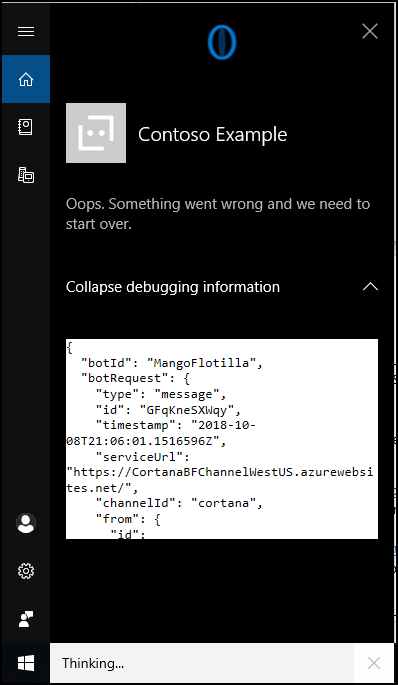 Contoso Example
Oops. Something went wrong and we need to
start over.
Collapse debugging information
{
"botId": "MangoFlotilla",
"botRequest": {
"type": "message",
"id": "GFqKneSXWqy",
"timestamp": "2018-10-
08T21:06:01.1516596Z",
"serviceUrl":
"https://CortanaBFChannelWestUS.azurewebsi
tes.net/",
"channelId": "cortana",
"from": {
"id":
Thinking...